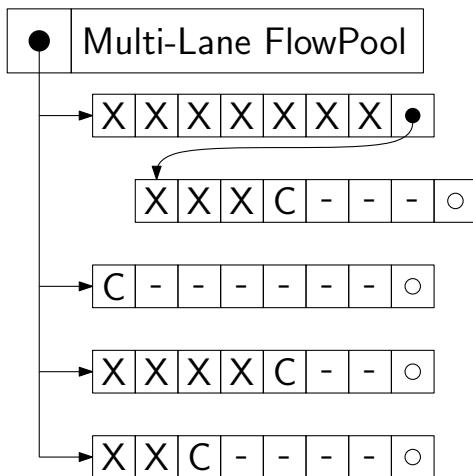 Multi-Lane FlowPool
X X X X X X X
X X X C - - -
C - - - - - -
X X X X C - -
X X C - - - -